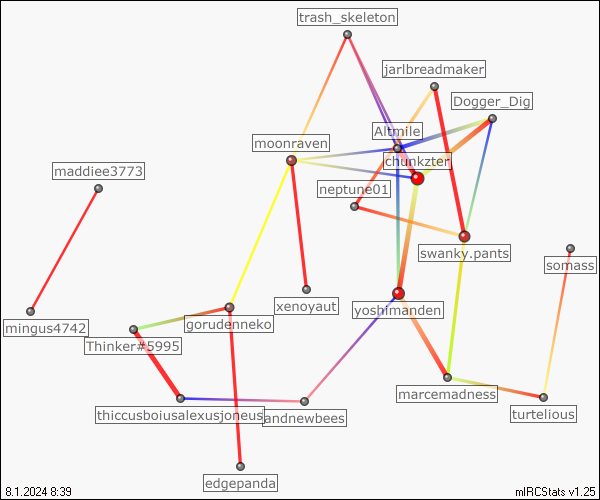 trash_skeleton
jarlbreadmaker
Dogger_Dig
Altmile
moonraven
chunkzter
maddiee3773
neptune01
swanky.pants
somass
xenoyaut
yoshimanden
mingus4742
gorudenneko
Thinker#5995
marcemadness
thiccusboiusalexusjoneus
andnewbees
turtelious
edgepanda
8.1.2024 8:39
mIRCStats v1.25